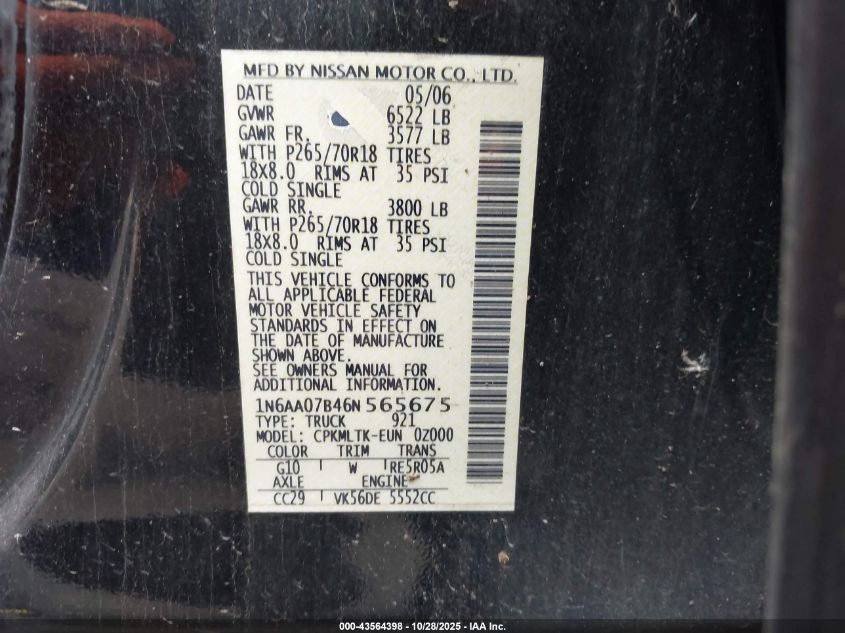 MFD BY NISSAN MOTOR CO., LTD.
DATE 05/06
GVWR 6522 LB
GAWR FR. 3577 LB
WITH P265/70R18 TIRES
18X8.0 RIMS AT 35 PSI
COLD SINGLE
GAWR RR. 3800 LB
WITH P265/70R18 TIRES
18X8.0 RIMS AT 35 PSI
COLD SINGLE
THIS VEHICLE CONFORMS TO
ALL APPLICABLE FEDERAL
MOTOR VEHICLE SAFETY
STANDARDS IN EFFECT ON
THE DATE OF MANUFACTURE
SHOWN ABOVE.
SEE OWNERS MANUAL FOR
ADDITIONAL INFORMATION.
1N6AA07B46N 565675
TYPE: TRUCK 921
MODEL: CPKMLTK-EUN 0Z000
COLOR TRIM TRANS
G10 W RE5R05A
AXLE ENGINE
CC29 VK56DE 5552CC
000-43564398 - 10/28/2025 - IAA Inc.